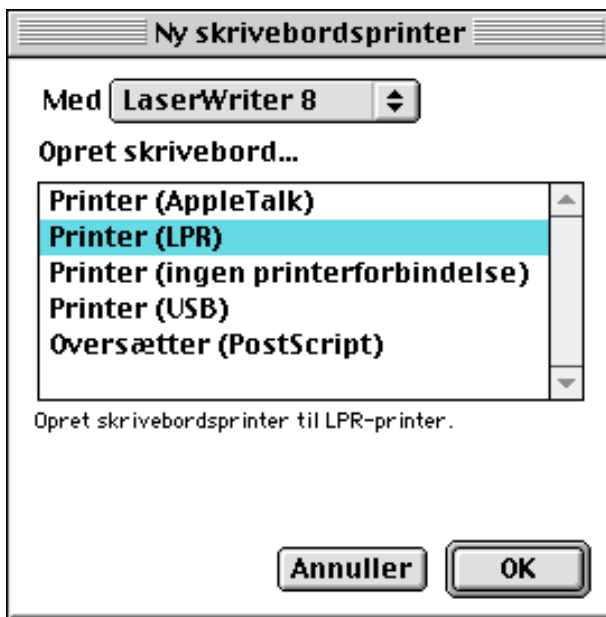 Ny skrivebordsprinter
Med LaserWriter 8
Opret skrivebord...
Printer (AppleTalk)
Printer (LPR)
Printer (ingen printerforbindelse)
Printer (USB)
Oversætter (PostScript)
Opret skrivebordsprinter til LPR-printer.
Annuller OK